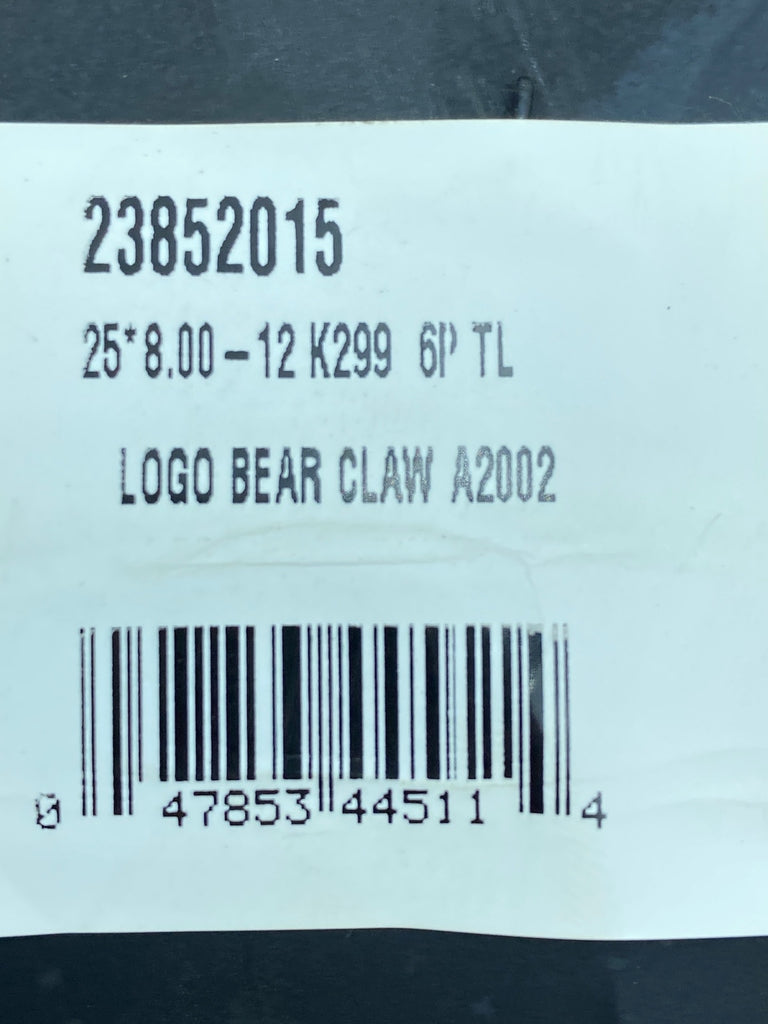 23852015
25*8.00-12 K299 6P TL
LOGO BEAR CLAW A2002
0 47853 44511 4